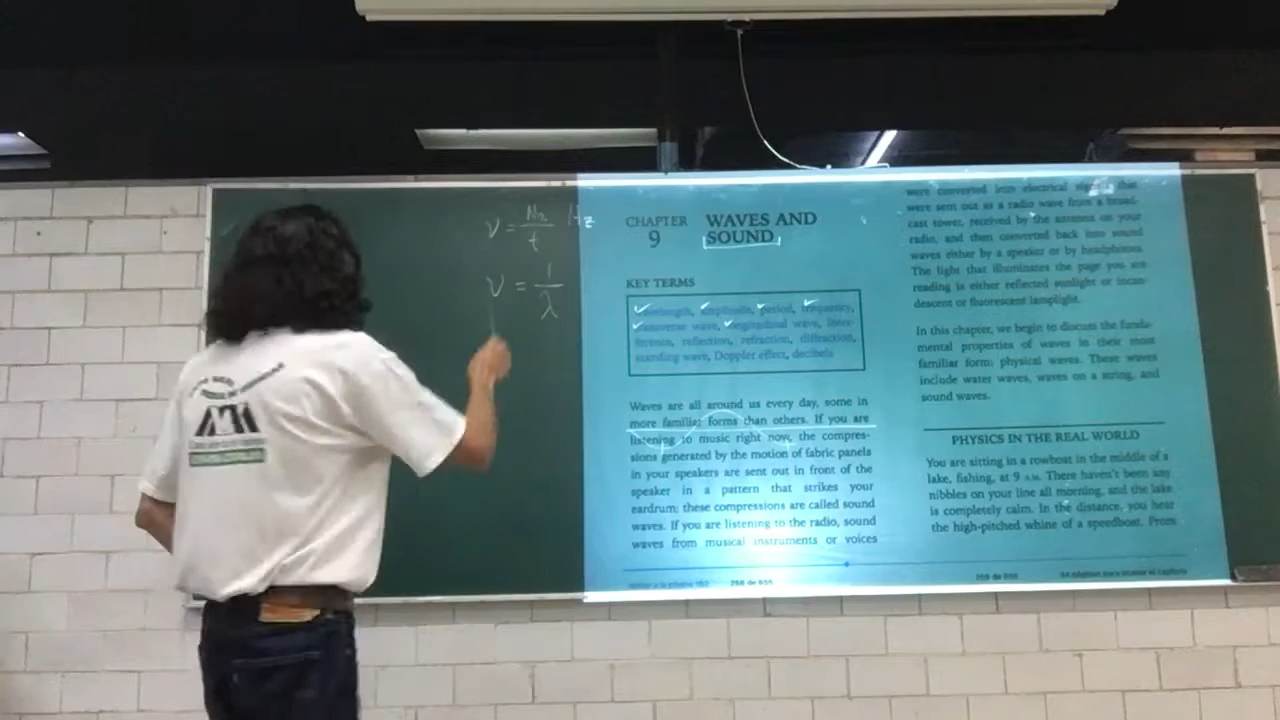 ν = No. / t Hz
ν = 1 / λ
CHAPTER 9
WAVES AND
SOUND
KEY TERMS
wavelength, amplitude, period, frequency,
transverse wave, longitudinal wave, inter-
ference, reflection, refraction, diffraction,
standing wave, Doppler effect, decibels
Waves are all around us every day, some in
more familiar forms than others. If you are
listening to music right now, the compres-
sions generated by the motion of fabric panels
in your speakers are sent out in front of the
speaker in a pattern that strikes your
eardrum; these compressions are called sound
waves. If you are listening to the radio, sound
waves from musical instruments or voices
258 de 655
were converted into electrical signals that
were sent out as a radio wave from a broad-
cast tower, received by the antenna on your
radio, and then converted back into sound
waves either by a speaker or by headphones.
The light that illuminates the page you are
reading is either reflected sunlight or incan-
descent or fluorescent lamplight.
In this chapter, we begin to discuss the funda-
mental properties of waves in their most
familiar form: physical waves. These waves
include water waves, waves on a string, and
sound waves.
PHYSICS IN THE REAL WORLD
You are sitting in a rowboat in the middle of a
lake, fishing, at 9 A.M. There haven't been any
nibbles on your line all morning, and the lake
is completely calm. In the distance, you hear
the high-pitched whine of a speedboat. From